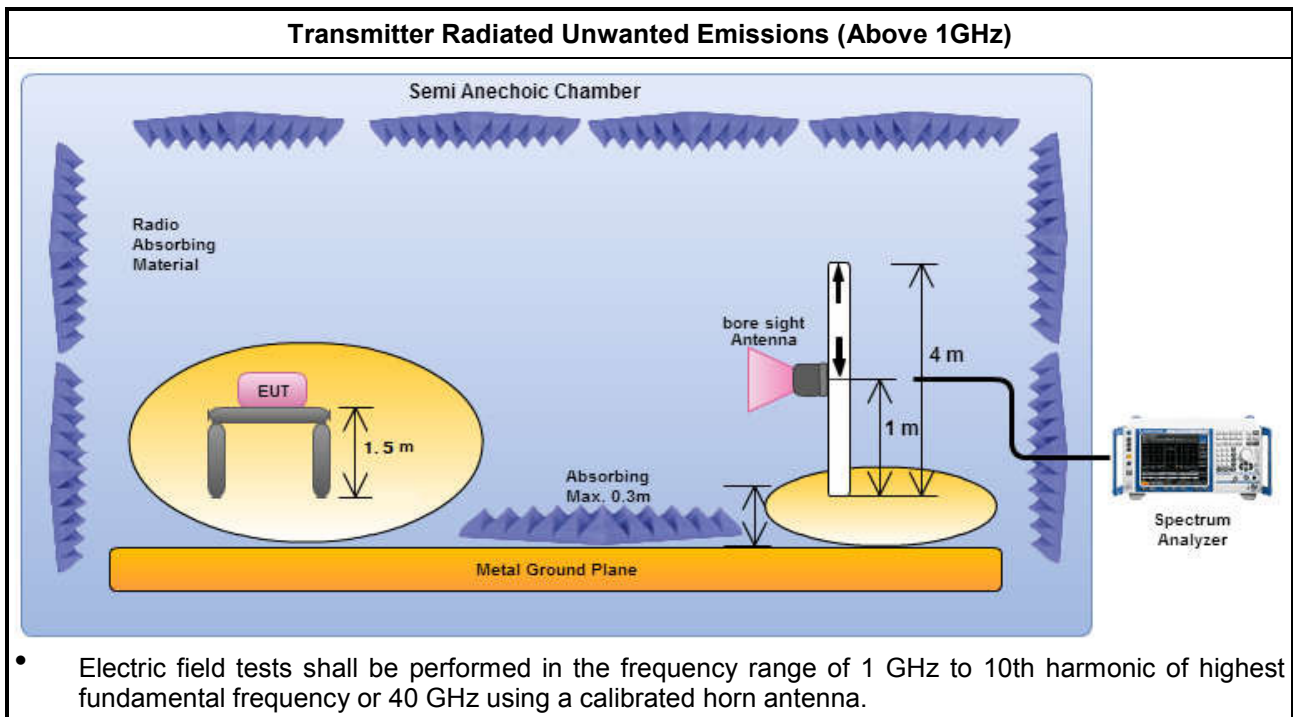 Transmitter Radiated Unwanted Emissions (Above 1GHz)
Semi Anechoic Chamber
Radio
Absorbing
Material
bore sight
Antenna
4 m
EUT
1.5 m
1 m
Absorbing
Max. 0.3m
Spectrum
Analyzer
Metal Ground Plane
• Electric field tests shall be performed in the frequency range of 1 GHz to 10th harmonic of highest
fundamental frequency or 40 GHz using a calibrated horn antenna.